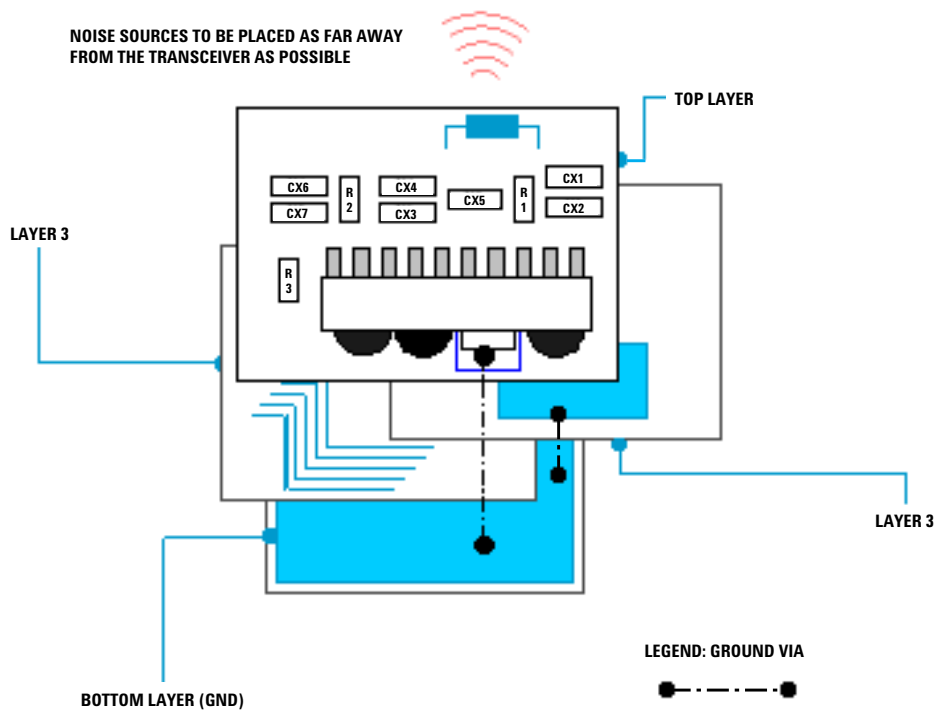 NOISE SOURCES TO BE PLACED AS FAR AWAY
FROM THE TRANSCEIVER AS POSSIBLE
TOP LAYER
CX6
R
2
CX4
CX5
R
1
CX1
CX7
CX3
CX2
LAYER 3
R
3
LAYER 3
LEGEND: GROUND VIA
BOTTOM LAYER (GND)